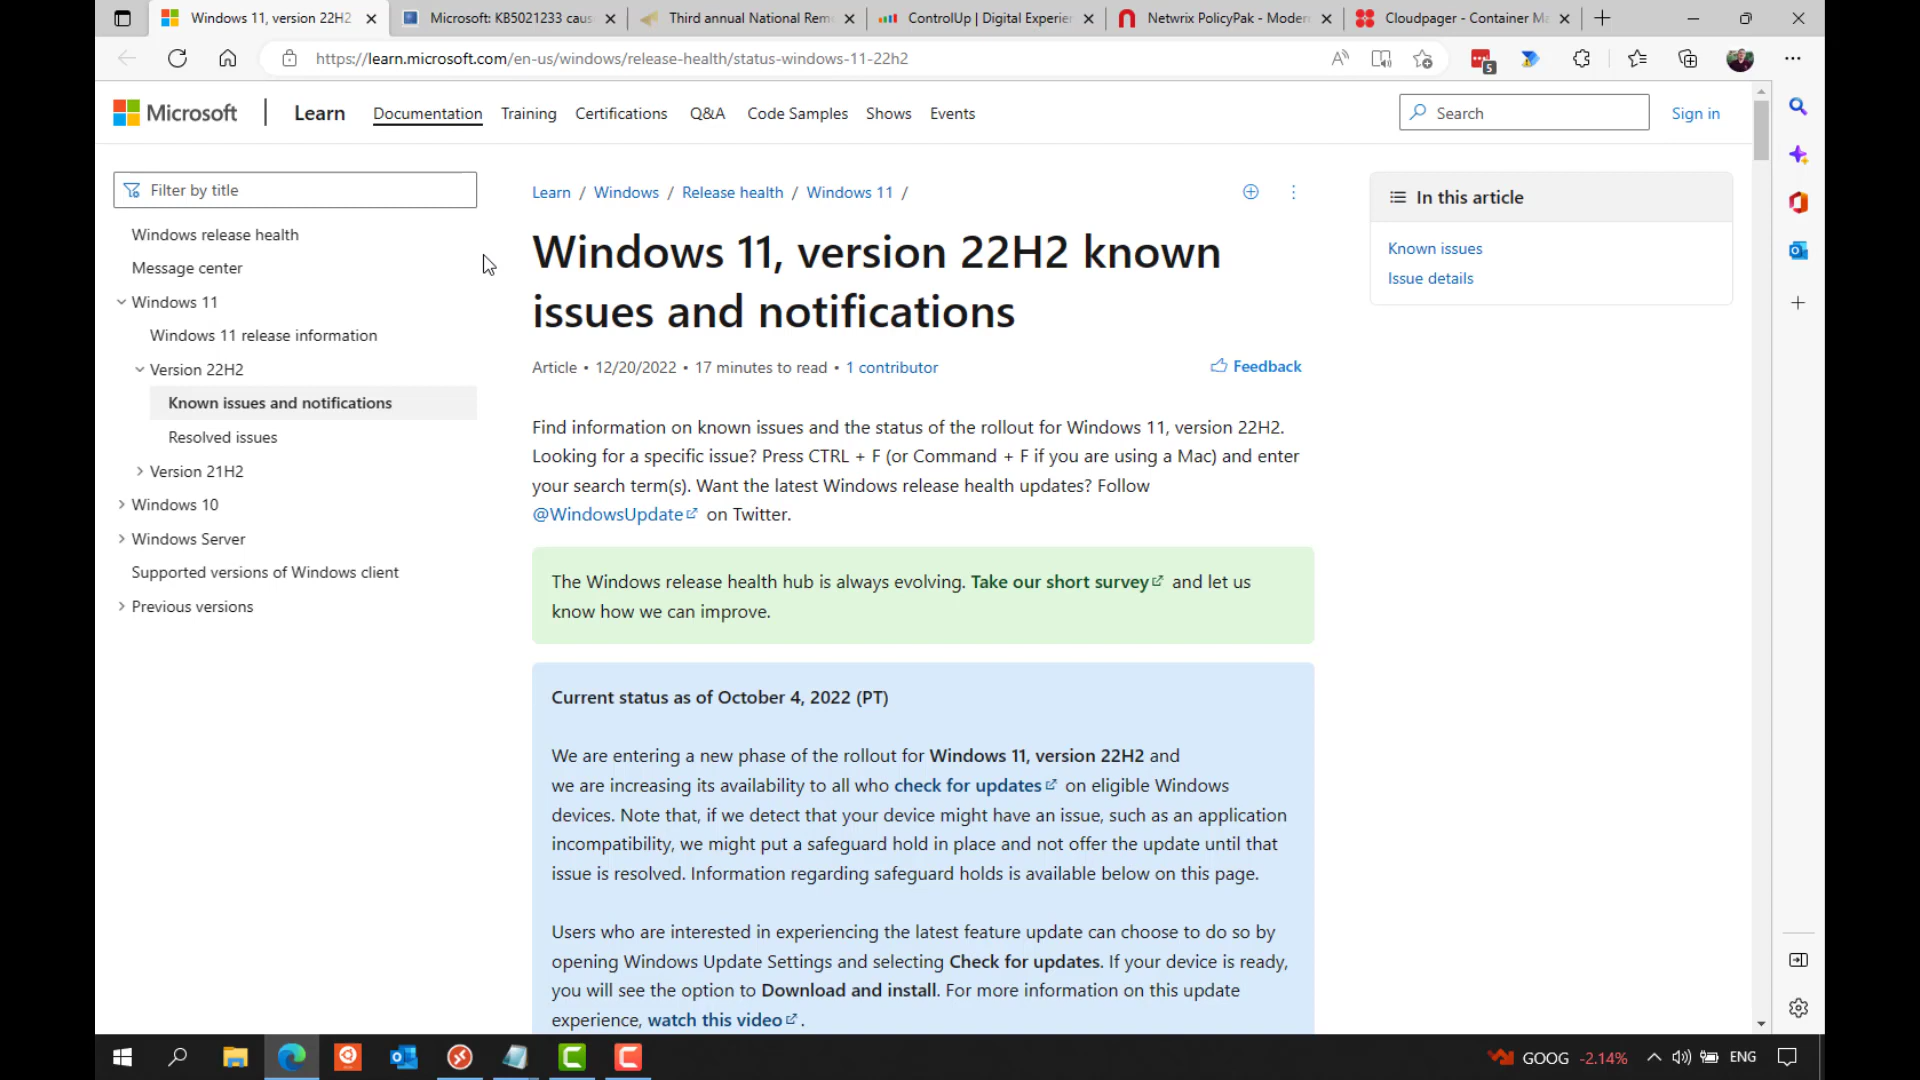 Windows 11, version 22H2
Microsoft: KB5021233 caus
Third annual National Rem
ControlUp | Digital Experier
Netwrix PolicyPak - Modern
Cloudpager - Container Ma
https://learn.microsoft.com/en-us/windows/release-health/status-windows-11-22h2
5
Microsoft
Learn
Documentation
Training
Certifications
Q&A
Code Samples
Shows
Events
Search
Sign in
Filter by title
Windows release health
Message center
Windows 11
Windows 11 release information
Version 22H2
Known issues and notifications
Resolved issues
Version 21H2
Windows 10
Windows Server
Supported versions of Windows client
Previous versions
Learn / Windows / Release health / Windows 11 /
Windows 11, version 22H2 known
issues and notifications
Article • 12/20/2022 • 17 minutes to read • 1 contributor
Feedback
Find information on known issues and the status of the rollout for Windows 11, version 22H2.
Looking for a specific issue? Press CTRL + F (or Command + F if you are using a Mac) and enter
your search term(s). Want the latest Windows release health updates? Follow
@WindowsUpdate on Twitter.
The Windows release health hub is always evolving. Take our short survey and let us
know how we can improve.
Current status as of October 4, 2022 (PT)
We are entering a new phase of the rollout for Windows 11, version 22H2 and
we are increasing its availability to all who check for updates on eligible Windows
devices. Note that, if we detect that your device might have an issue, such as an application
incompatibility, we might put a safeguard hold in place and not offer the update until that
issue is resolved. Information regarding safeguard holds is available below on this page.
Users who are interested in experiencing the latest feature update can choose to do so by
opening Windows Update Settings and selecting Check for updates. If your device is ready,
you will see the option to Download and install. For more information on this update
experience, watch this video.
In this article
Known issues
Issue details
GOOG -2.14%
ENG